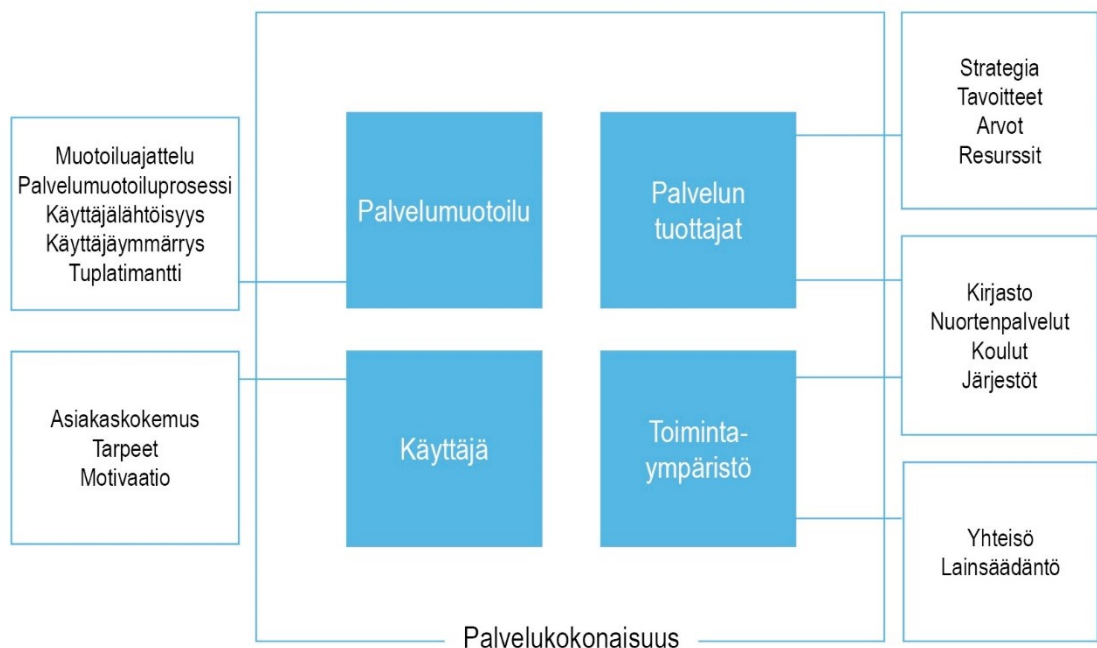 Muotoiluajattelu
Palvelumuotoiluprosessi
Käyttäjälähtöisyys
Käyttäjäymmärrys
Tuplatimantti
Asiakaskokemus
Tarpeet
Motivaatio
Palvelumuotoilu
Palvelun
tuottajat
Käyttäjä
Toiminta-
ympäristö
Strategia
Tavoitteet
Arvot
Resurssit
Kirjasto
Nuortenpalvelut
Koulut
Järjestöt
Yhteisö
Lainsäädäntö
Palvelukokonaisuus